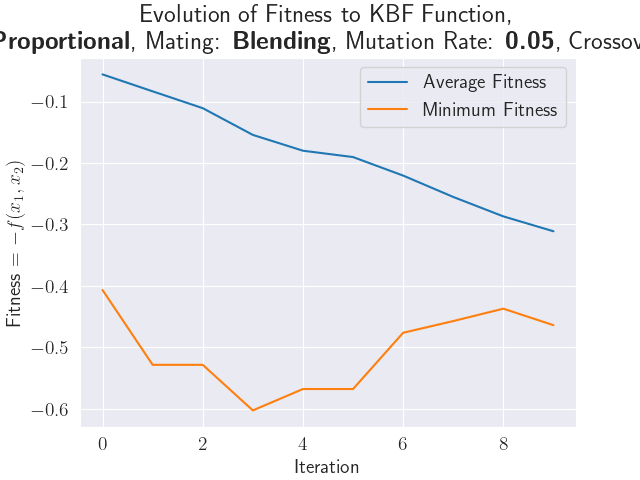 Evolution of Fitness to KBF Function,
Proportional, Mating: Blending, Mutation Rate: 0.05, Crossov
Average Fitness
Minimum Fitness
−0.1
−0.2
−0.3
−0.4
−0.5
−0.6
Fitness = −f(x₁, x₂)
0 2 4 6 8
Iteration